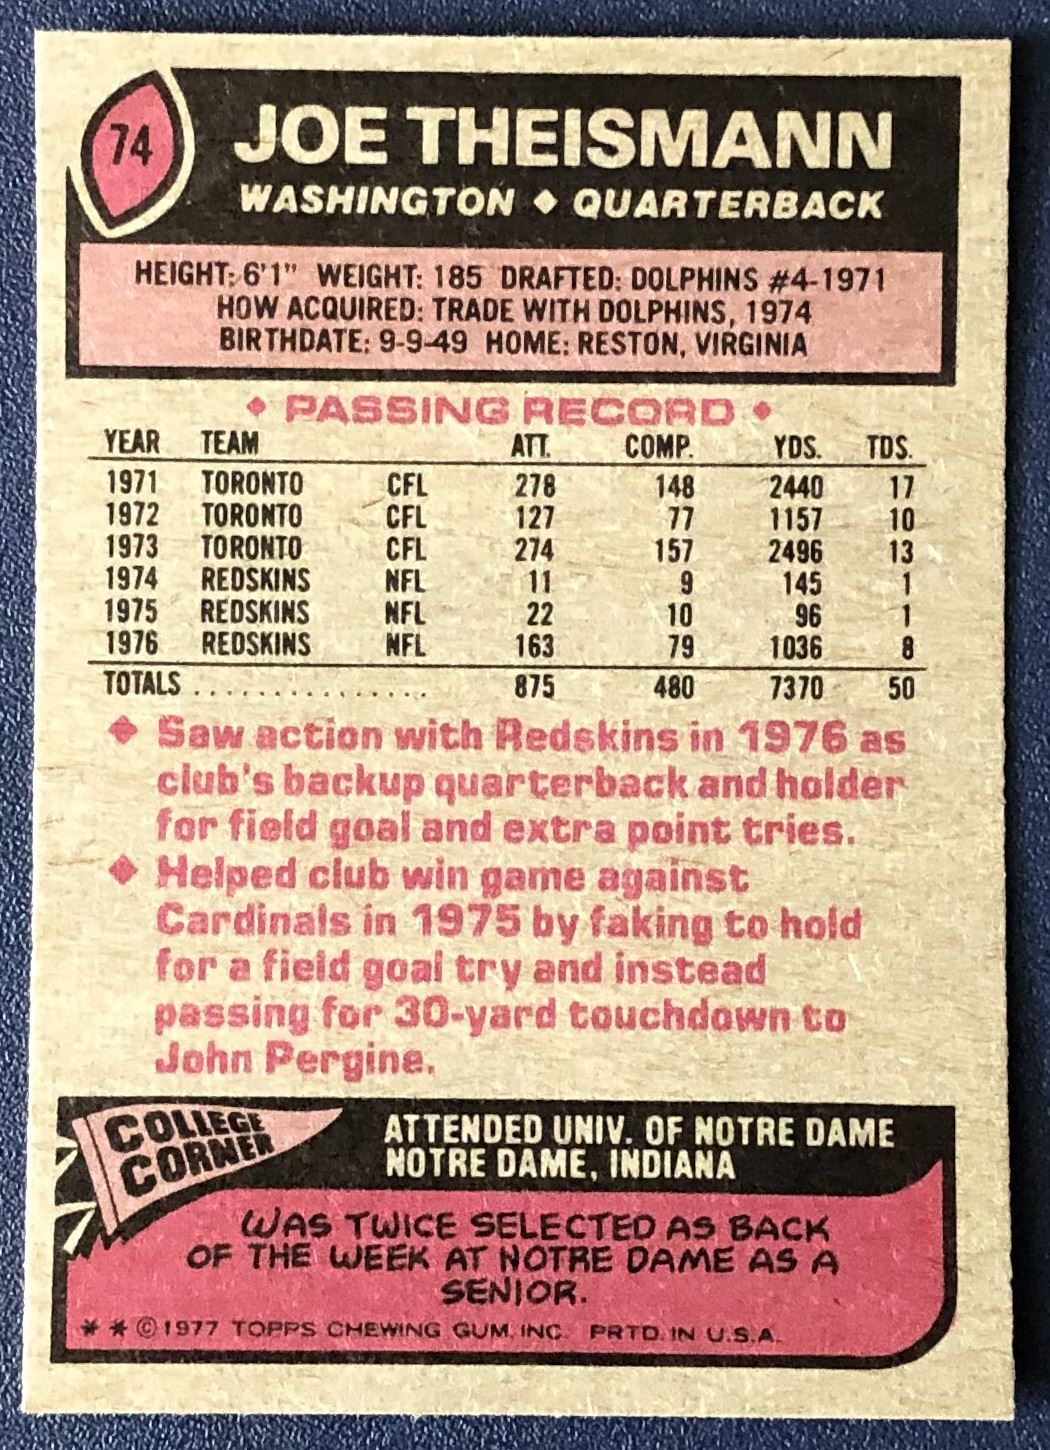 74
JOE THEISMANN
WASHINGTON ◆ QUARTERBACK
HEIGHT: 6'1" WEIGHT: 185 DRAFTED: DOLPHINS #4-1971
HOW ACQUIRED: TRADE WITH DOLPHINS, 1974
BIRTHDATE: 9-9-49 HOME: RESTON, VIRGINIA
◆ PASSING RECORD ◆
YEAR TEAM ATT. COMP. YDS. TDS.
1971 TORONTO CFL 278 148 2440 17
1972 TORONTO CFL 127 77 1157 10
1973 TORONTO CFL 274 157 2496 13
1974 REDSKINS NFL 11 9 145 1
1975 REDSKINS NFL 22 10 96 1
1976 REDSKINS NFL 163 79 1036 8
TOTALS ................ 875 480 7370 50
◆ Saw action with Redskins in 1976 as
club's backup quarterback and holder
for field goal and extra point tries.
◆ Helped club win game against
Cardinals in 1975 by faking to hold
for a field goal try and instead
passing for 30-yard touchdown to
John Pergine.
COLLEGE
CORNER
ATTENDED UNIV. OF NOTRE DAME
NOTRE DAME, INDIANA
WAS TWICE SELECTED AS BACK
OF THE WEEK AT NOTRE DAME AS A
SENIOR.
* * © 1977 TOPPS CHEWING GUM, INC. PRTD. IN U.S.A.